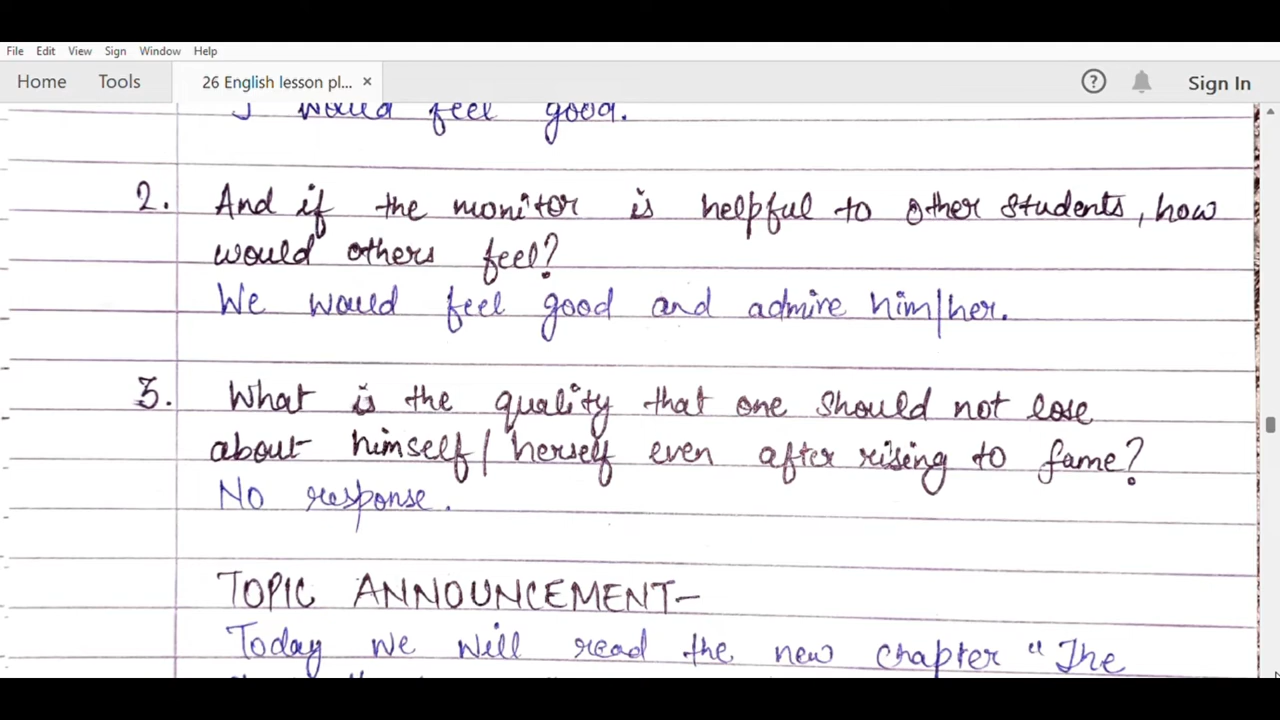 File Edit View Sign Window Help
Home Tools 26 English lesson pl... × ? Sign In
I would feel good.
2. And if the monitor is helpful to other students, how
would others feel?
We would feel good and admire him/her.
3. What is the quality that one should not lose
about himself/herself even after rising to fame?
No response.
TOPIC ANNOUNCEMENT-
Today we will read the new chapter "The